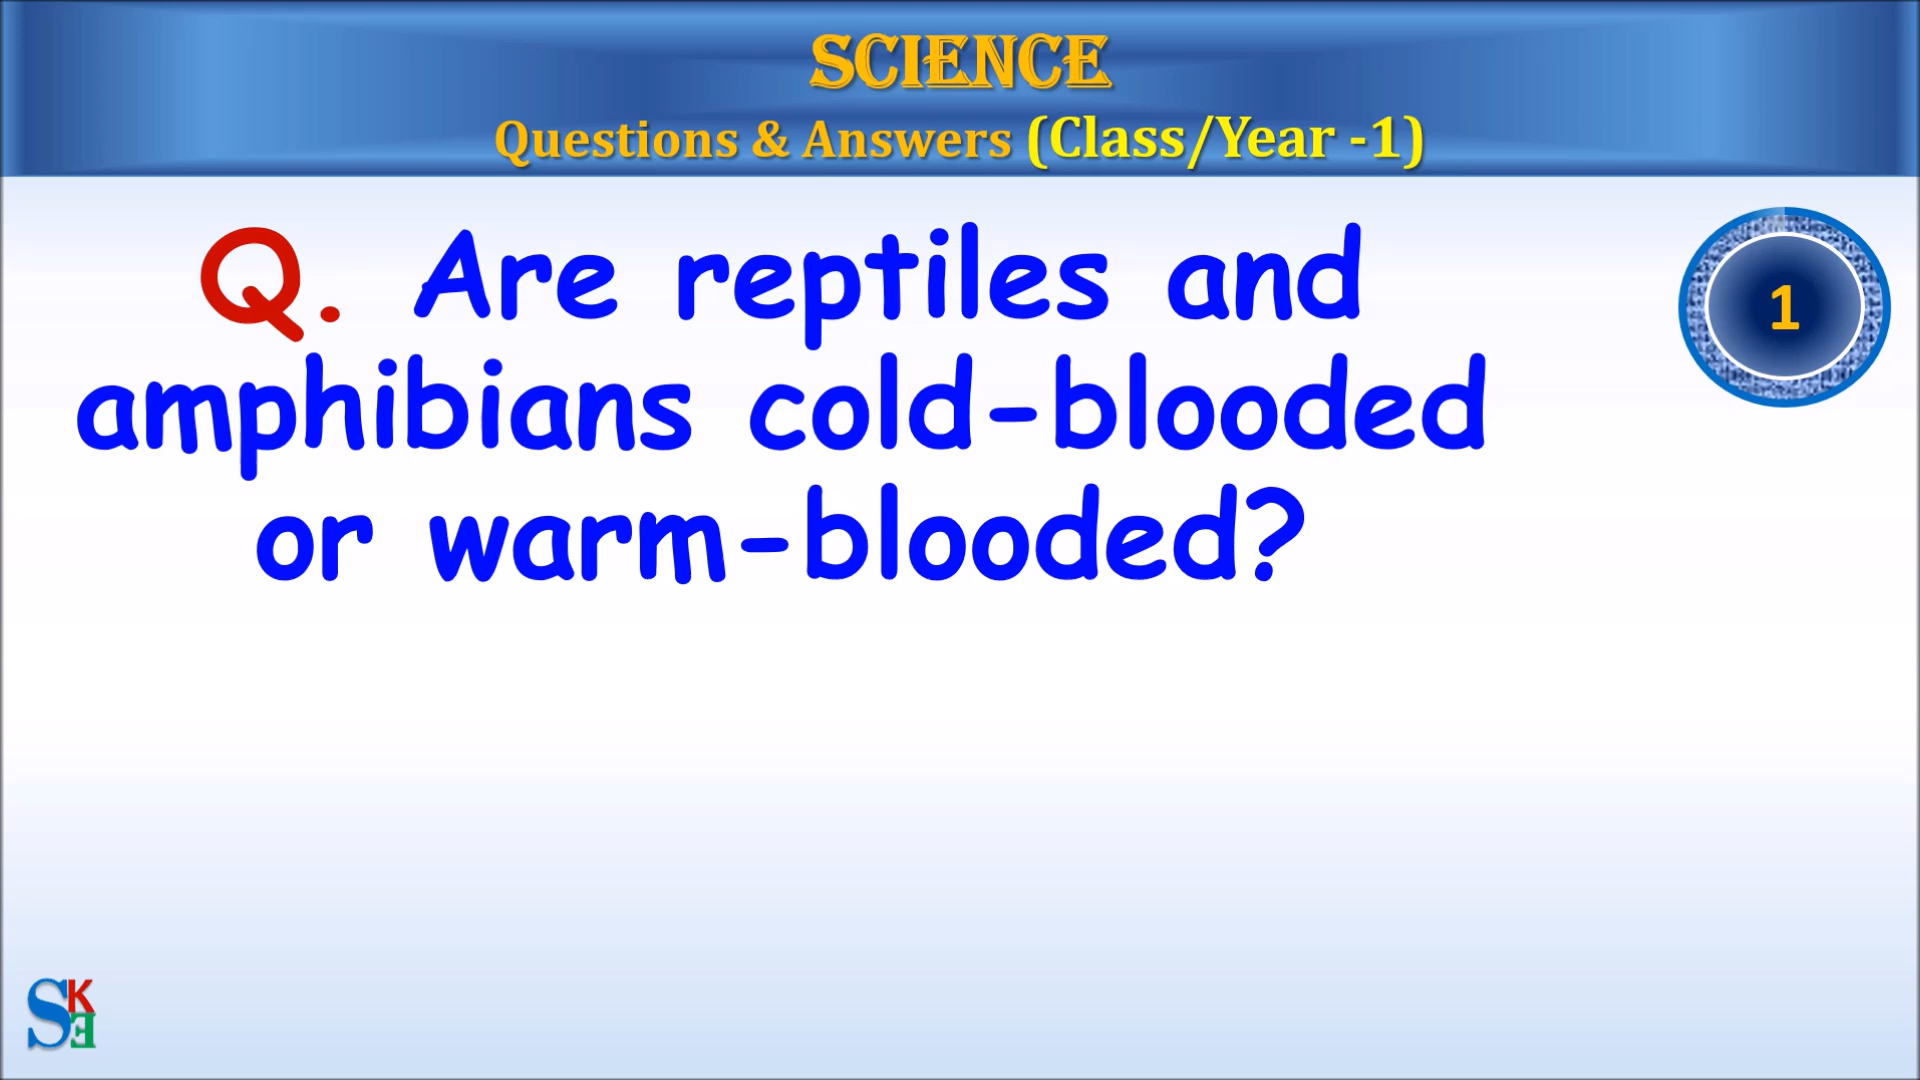 SCIENCE
Questions & Answers (Class/Year -1)
Q. Are reptiles and
amphibians cold-blooded
or warm-blooded?
1
SKE